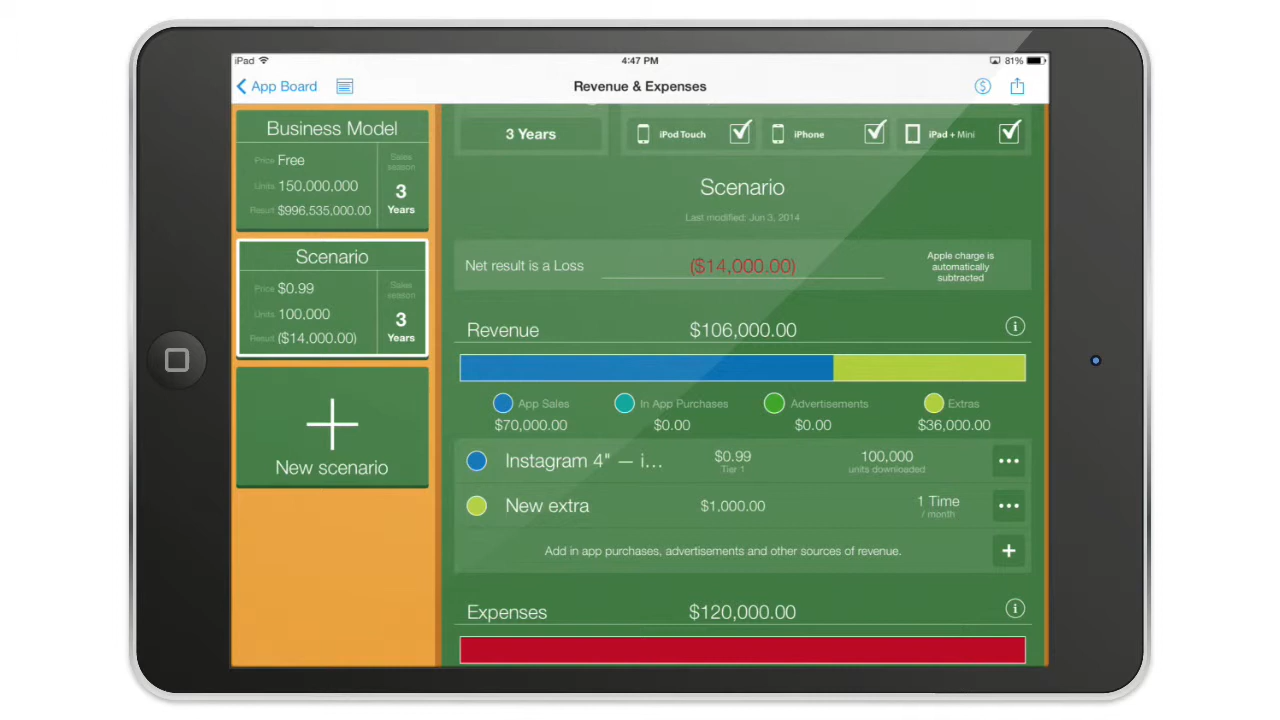 iPad 4:47 PM 81%
App Board Revenue & Expenses
Business Model
Price Free
Units 150,000,000
Result $996,535,000.00
Sales season
3
Years
Scenario
Price $0.99
Units 100,000
Result ($14,000.00)
Sales season
3
Years
New scenario
3 Years
iPod Touch iPhone iPad + Mini
Scenario
Last modified: Jun 3, 2014
Net result is a Loss ($14,000.00)
Apple charge is
automatically
subtracted
Revenue $106,000.00
App Sales In App Purchases Advertisements Extras
$70,000.00 $0.00 $0.00 $36,000.00
Instagram 4" — i... $0.99 100,000
Tier 1 units downloaded
New extra $1,000.00 1 Time
/ month
Add in app purchases, advertisements and other sources of revenue.
Expenses $120,000.00